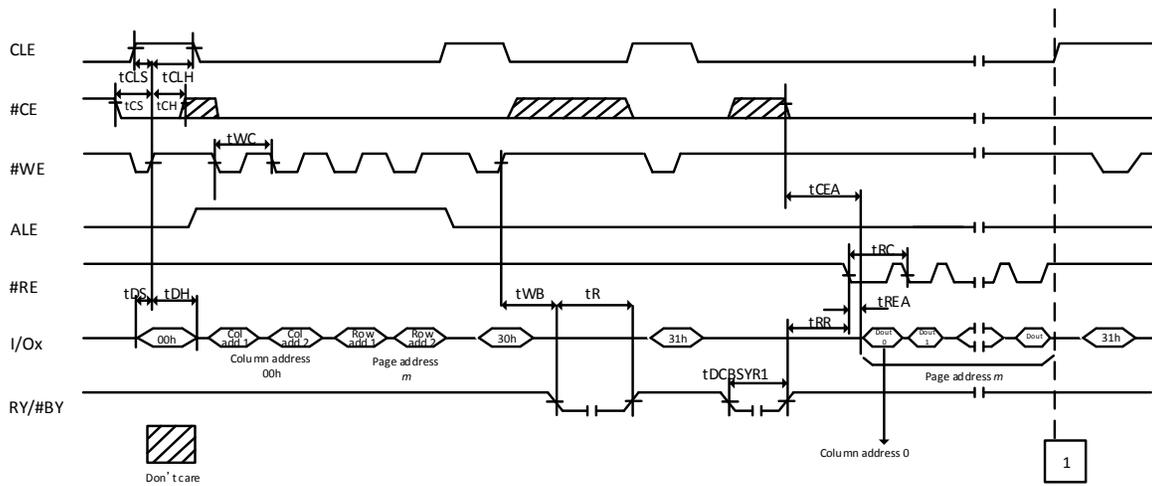 CLE
tCLS tCLH
#CE
tCS tCH
tWC
#WE
tCEA
ALE
tRC
#RE
tDS tDH
tWB tR
tREA
tRR
I/Ox
00h Col add.1 Col add.2 Row add.1 Row add.2 30h 31h Dout 0 Dout 1 Dout 31h
Column address 00h
Page address m
tDCBSYR1
Page address m
RY/#BY
Column address 0
Don't care
1